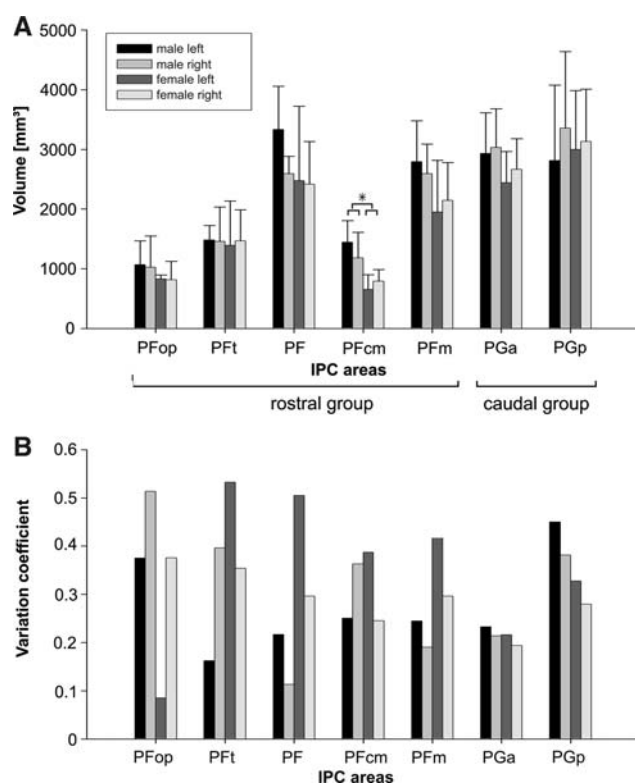 A
5000
4000
3000
2000
1000
0
Volume [mm³]
male left
male right
female left
female right
*
PFop PFt PF PFcm PFm PGa PGp
IPC areas
rostral group caudal group
B
0.6
0.5
0.4
0.3
0.2
0.1
0
Variation coefficient
PFop PFt PF PFcm PFm PGa PGp
IPC areas